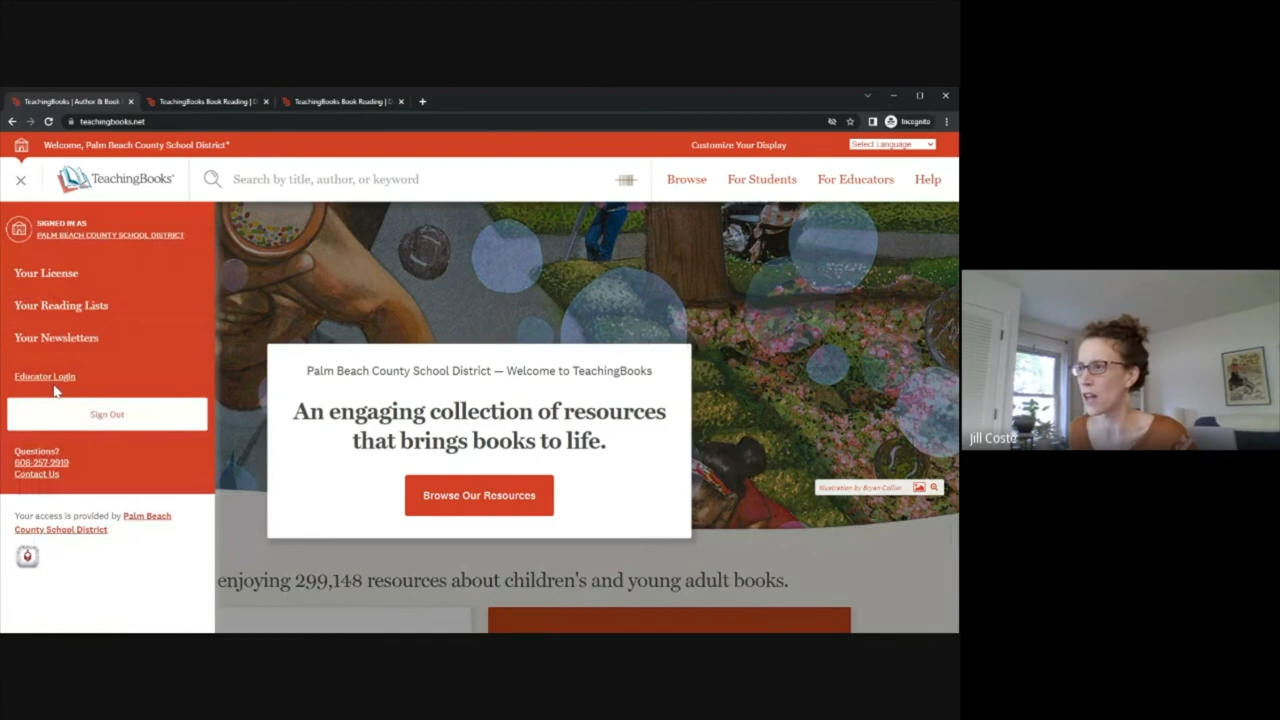 TeachingBooks | Author & Book
TeachingBooks Book Reading | D
TeachingBooks Book Reading | D
teachingbooks.net
Incognito
Welcome, Palm Beach County School District*
Customize Your Display
Select Language
TeachingBooks
Search by title, author, or keyword
Browse
For Students
For Educators
Help
SIGNED IN AS
PALM BEACH COUNTY SCHOOL DISTRICT
Your License
Your Reading Lists
Your Newsletters
Educator Login
Sign Out
Questions?
608-257-2919
Contact Us
Your access is provided by Palm Beach
County School District
Palm Beach County School District — Welcome to TeachingBooks
An engaging collection of resources
that brings books to life.
Browse Our Resources
Illustration by Bryan Collier
enjoying 299,148 resources about children's and young adult books.
Jill Coste